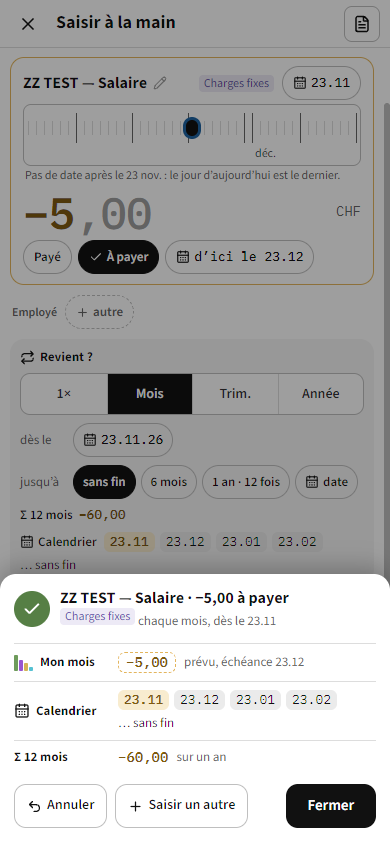 Saisir à la main
ZZ TEST — Salaire
Charges fixes
23.11
déc.
Pas de date après le 23 nov. : le jour d’aujourd’hui est le dernier.
−5,00
CHF
Payé
À payer
d’ici le 23.12
Employé
autre
Revient ?
1×
Mois
Trim.
Année
dès le
23.11.26
jusqu’à
sans fin
6 mois
1 an · 12 fois
date
Σ 12 mois −60,00
Calendrier 23.11 23.12 23.01 23.02
… sans fin
ZZ TEST — Salaire · −5,00 à payer
Charges fixes chaque mois, dès le 23.11
Mon mois −5,00 prévu, échéance 23.12
Calendrier 23.11 23.12 23.01 23.02
… sans fin
Σ 12 mois −60,00 sur un an
Annuler
Saisir un autre
Fermer